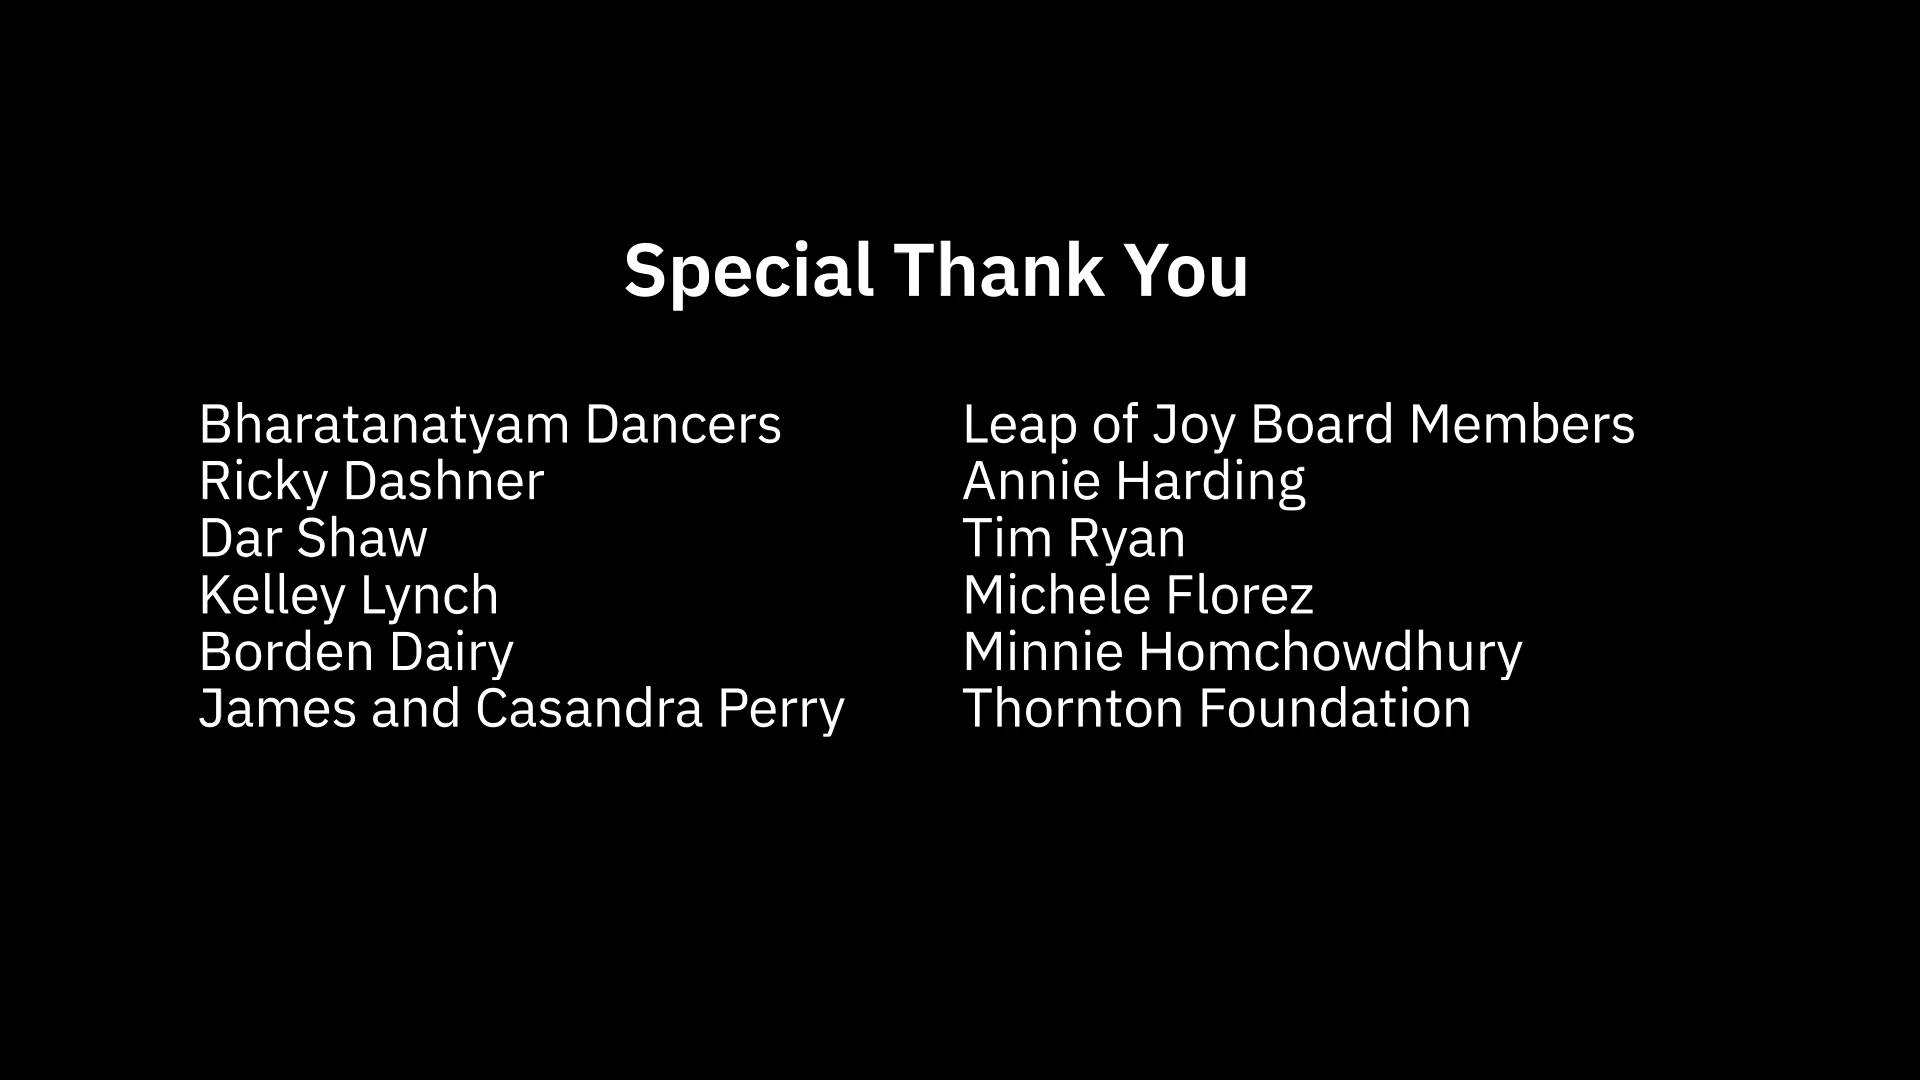 Special Thank You
Bharatanatyam Dancers
Ricky Dashner
Dar Shaw
Kelley Lynch
Borden Dairy
James and Casandra Perry
Leap of Joy Board Members
Annie Harding
Tim Ryan
Michele Florez
Minnie Homchowdhury
Thornton Foundation